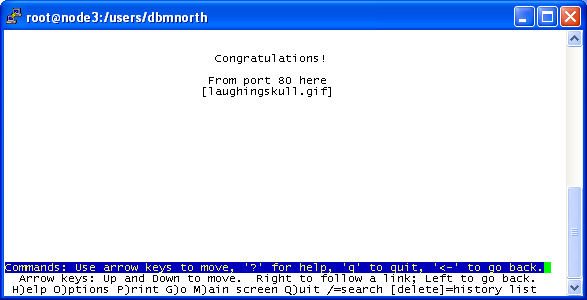 root@node3:/users/dbmnorth
Congratulations!
From port 80 here
[laughingskull.gif]
Commands: Use arrow keys to move, '?' for help, 'q' to quit, '<-' to go back.
Arrow keys: Up and Down to move.  Right to follow a link; Left to go back.
H)elp O)ptions P)rint G)o M)ain screen Q)uit /=search [delete]=history list